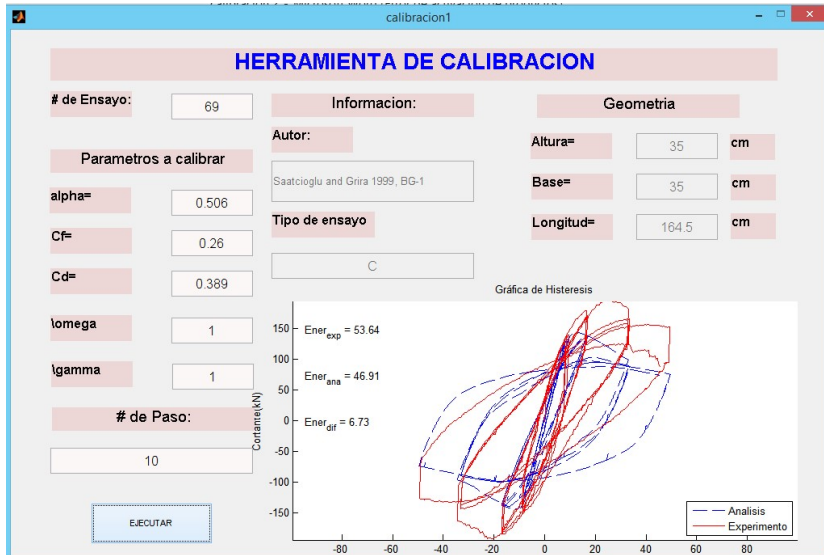 calibracion1
HERRAMIENTA DE CALIBRACION
# de Ensayo:
69
Parametros a calibrar
alpha=
0.506
Cf=
0.26
Cd=
0.389
\omega
1
\gamma
1
# de Paso:
10
EJECUTAR
Informacion:
Autor:
Saatcioglu and Grira 1999, BG-1
Tipo de ensayo
C
Geometria
Altura=
35
cm
Base=
35
cm
Longitud=
164.5
cm
Gráfica de Histeresis
Cortante(kN)
150
100
50
0
-50
-100
-150
Ener_exp = 53.64
Ener_ana = 46.91
Ener_dif = 6.73
Analisis
Experimento
-80 -60 -40 -20 0 20 40 60 80